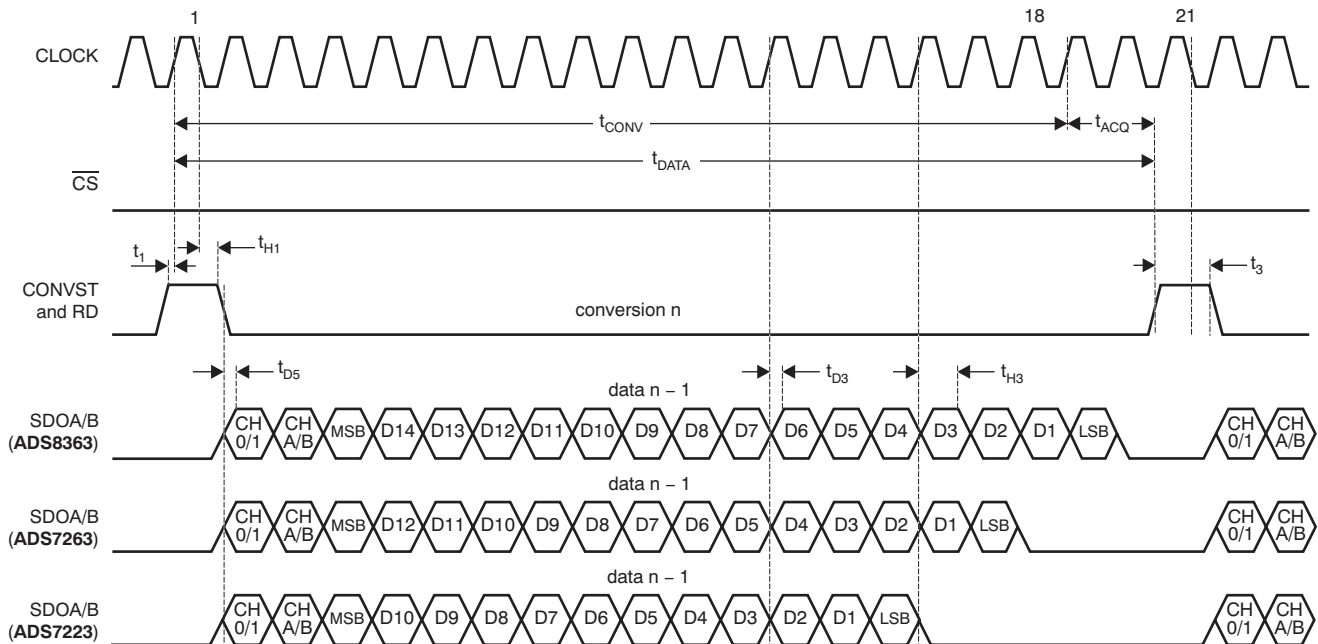 1 18 21
CLOCK
tCONV tACQ
tDATA
CS
t1 tH1 t3
CONVST
and RD
conversion n
tD5 tD3 tH3
data n – 1
SDOA/B
(ADS8363)
CH 0/1 CH A/B MSB D14 D13 D12 D11 D10 D9 D8 D7 D6 D5 D4 D3 D2 D1 LSB CH 0/1 CH A/B
data n – 1
SDOA/B
(ADS7263)
CH 0/1 CH A/B MSB D12 D11 D10 D9 D8 D7 D6 D5 D4 D3 D2 D1 LSB CH 0/1 CH A/B
data n – 1
SDOA/B
(ADS7223)
CH 0/1 CH A/B MSB D10 D9 D8 D7 D6 D5 D4 D3 D2 D1 LSB CH 0/1 CH A/B